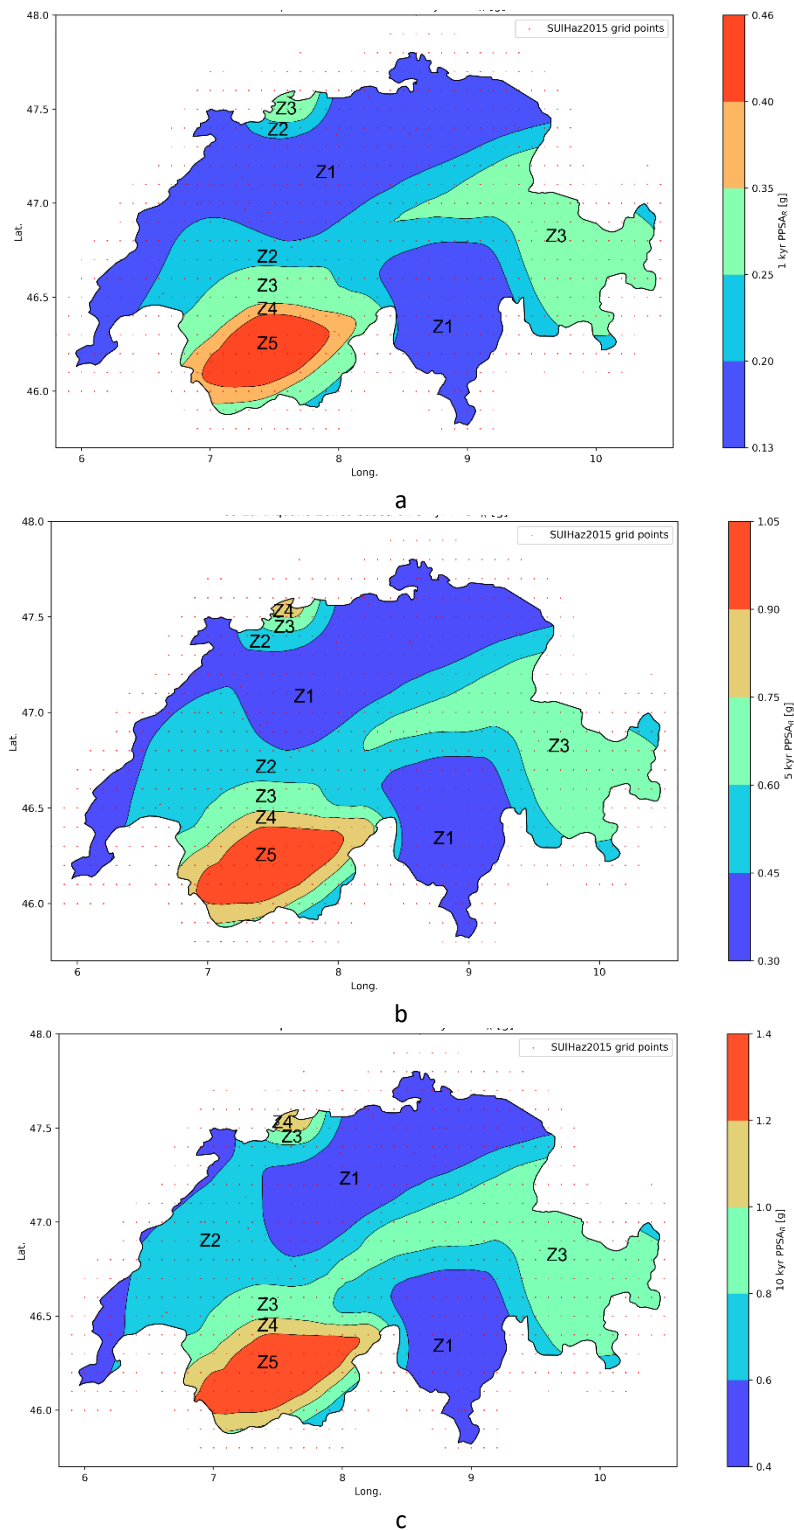 SUIHaz2015 grid points
48.0
47.5
47.0
46.5
46.0
Lat.
Z3
Z2
Z1
Z2
Z3
Z3
Z4
Z5
Z1
6
7
8
9
10
Long.
0.46
0.40
0.35
0.25
0.20
0.13
1 kyr PPSA_R [g]
a
SUIHaz2015 grid points
48.0
47.5
47.0
46.5
46.0
Lat.
Z4
Z3
Z2
Z1
Z3
Z2
Z3
Z4
Z5
Z1
6
7
8
9
10
Long.
1.05
0.90
0.75
0.60
0.45
0.30
5 kyr PPSA_R [g]
b
SUIHaz2015 grid points
48.0
47.5
47.0
46.5
46.0
Lat.
Z4
Z3
Z1
Z2
Z3
Z3
Z4
Z5
Z1
6
7
8
9
10
Long.
1.4
1.2
1.0
0.8
0.6
0.4
10 kyr PPSA_R [g]
c